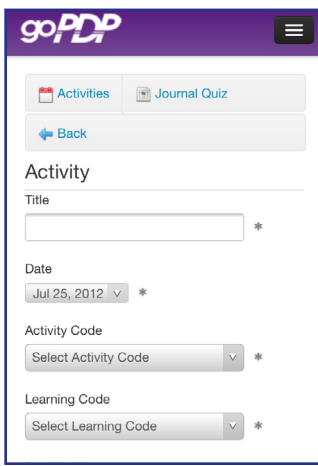 goPDP
Activities Journal Quiz
Back
Activity
Title
*
Date
Jul 25, 2012 *
Activity Code
Select Activity Code *
Learning Code
Select Learning Code *